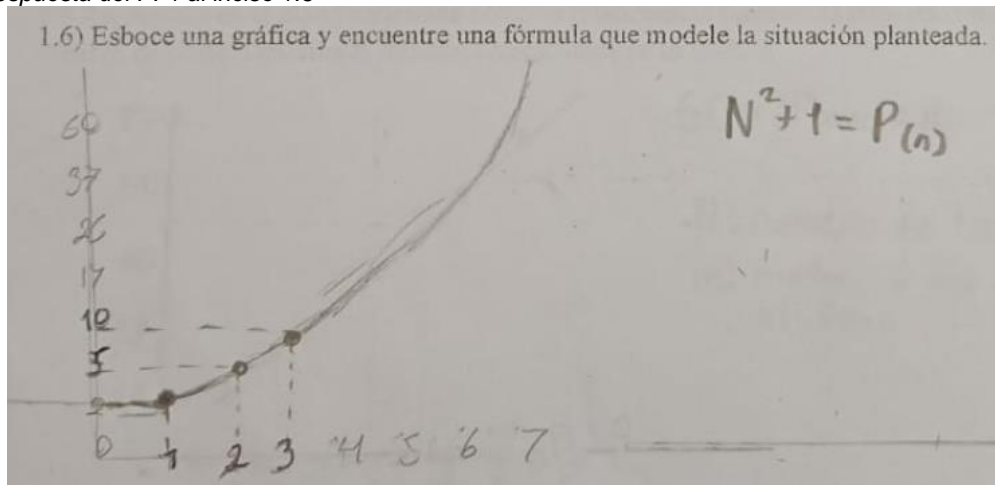 1.6) Esboce una gráfica y encuentre una fórmula que modele la situación planteada.
N²+1 = P(n)
60
37
26
17
10
5
2
0 1 2 3 4 5 6 7